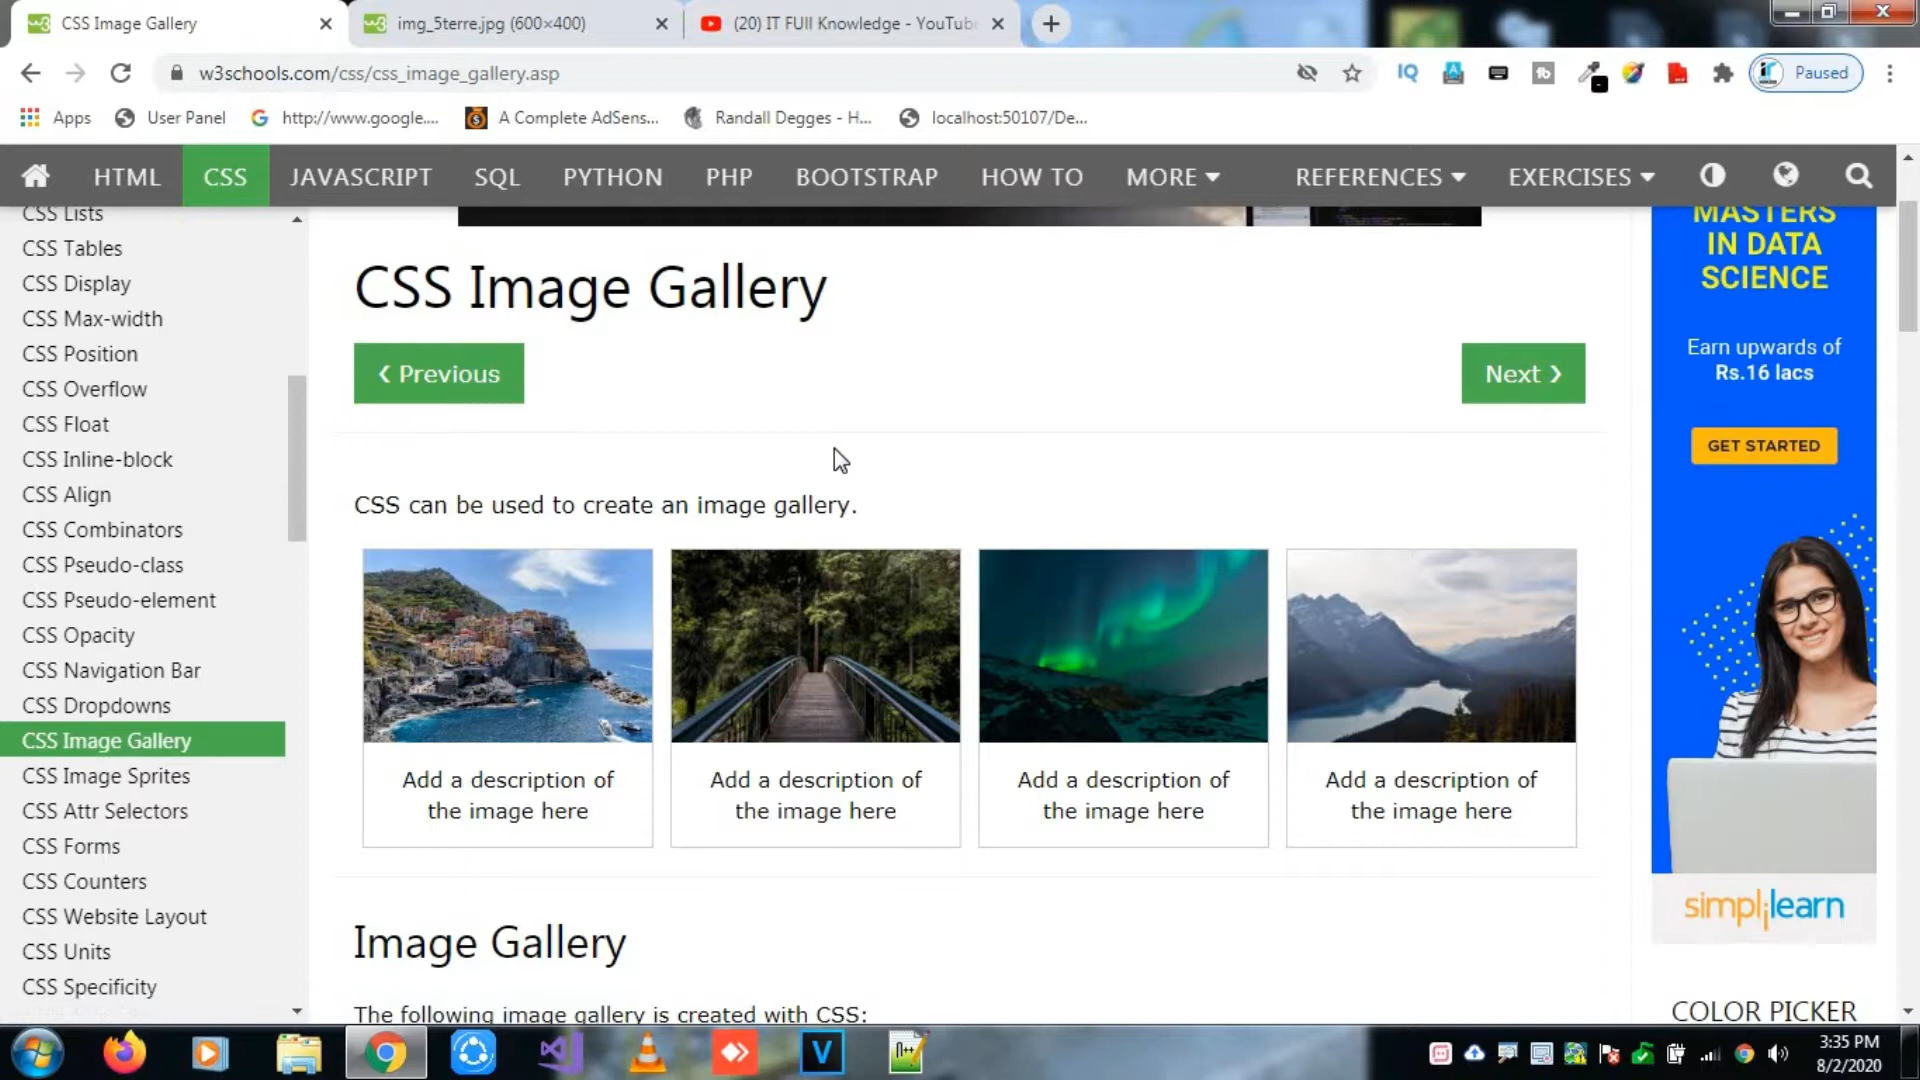 CSS Image Gallery
img_5terre.jpg (600×400)
(20) IT FUll Knowledge - YouTube
w3schools.com/css/css_image_gallery.asp
Paused
Apps
User Panel
http://www.google....
A Complete AdSens...
Randall Degges - H...
localhost:50107/De...
HTML
CSS
JAVASCRIPT
SQL
PYTHON
PHP
BOOTSTRAP
HOW TO
MORE
REFERENCES
EXERCISES
CSS Lists
CSS Tables
CSS Display
CSS Max-width
CSS Position
CSS Overflow
CSS Float
CSS Inline-block
CSS Align
CSS Combinators
CSS Pseudo-class
CSS Pseudo-element
CSS Opacity
CSS Navigation Bar
CSS Dropdowns
CSS Image Gallery
CSS Image Sprites
CSS Attr Selectors
CSS Forms
CSS Counters
CSS Website Layout
CSS Units
CSS Specificity
CSS Image Gallery
❮ Previous
Next ❯
CSS can be used to create an image gallery.
Add a description of
the image here
Add a description of
the image here
Add a description of
the image here
Add a description of
the image here
Image Gallery
The following image gallery is created with CSS:
MASTERS
IN DATA
SCIENCE
Earn upwards of
Rs.16 lacs
GET STARTED
simplilearn
COLOR PICKER
3:35 PM
8/2/2020